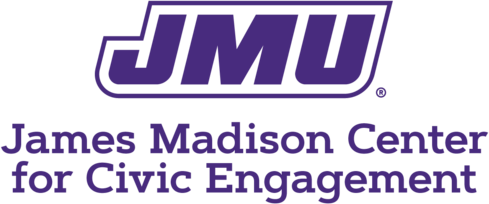 JMU®
James Madison Center
for Civic Engagement